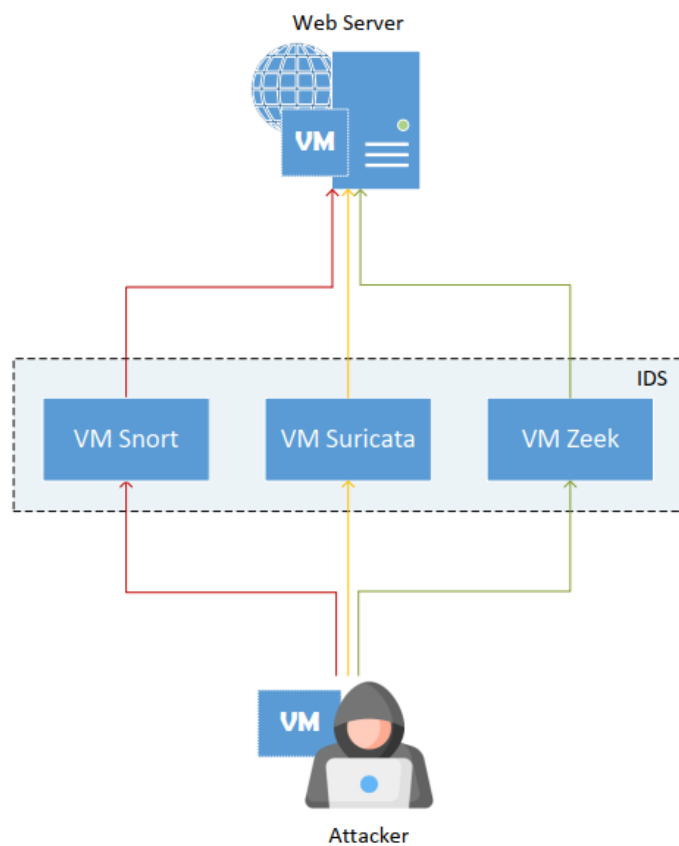 Web Server
VM
IDS
VM Snort
VM Suricata
VM Zeek
VM
Attacker